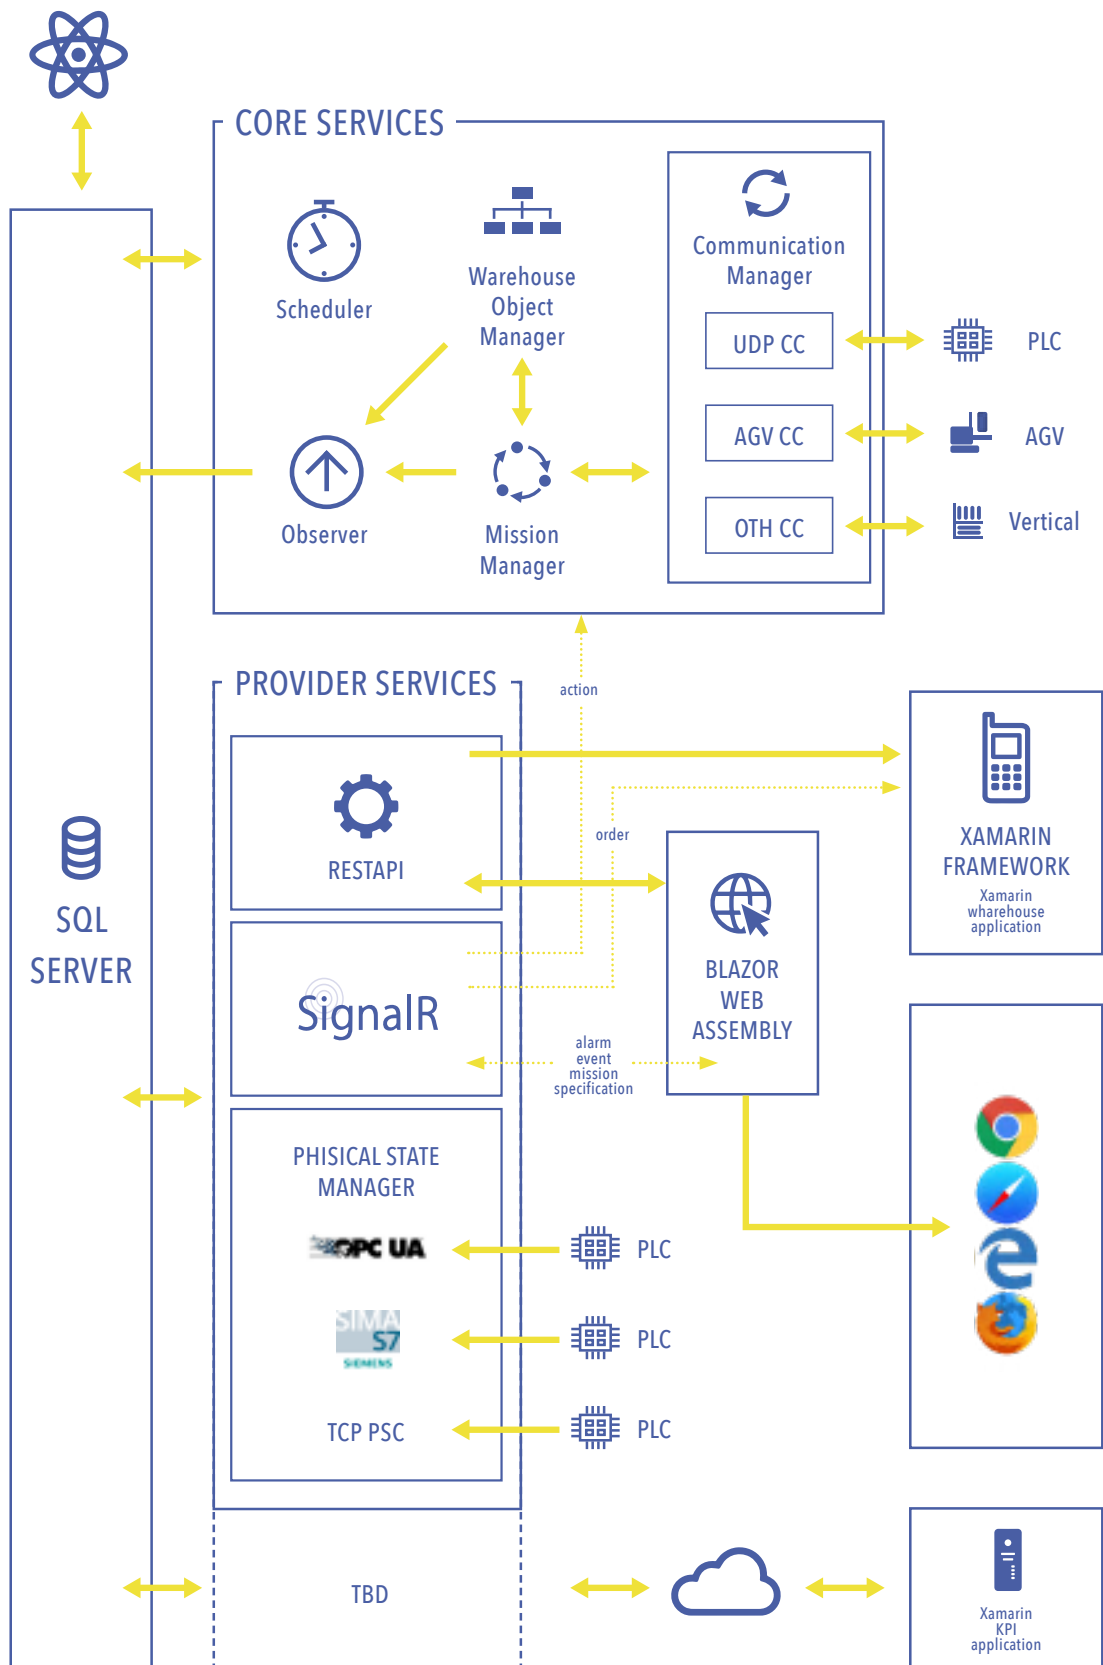 CORE SERVICES
Scheduler
Warehouse
Object
Manager
Communication
Manager
UDP CC
PLC
AGV CC
AGV
OTH CC
Vertical
Observer
Mission
Manager
PROVIDER SERVICES
action
RESTAPI
order
XAMARIN
FRAMEWORK
Xamarin
wharehouse
application
SQL
SERVER
SignalR
BLAZOR
WEB
ASSEMBLY
alarm
event
mission
specification
PHISICAL STATE
MANAGER
OPC UA
PLC
SIMA
S7
SIEMENS
PLC
TCP PSC
PLC
TBD
Xamarin
KPI
application